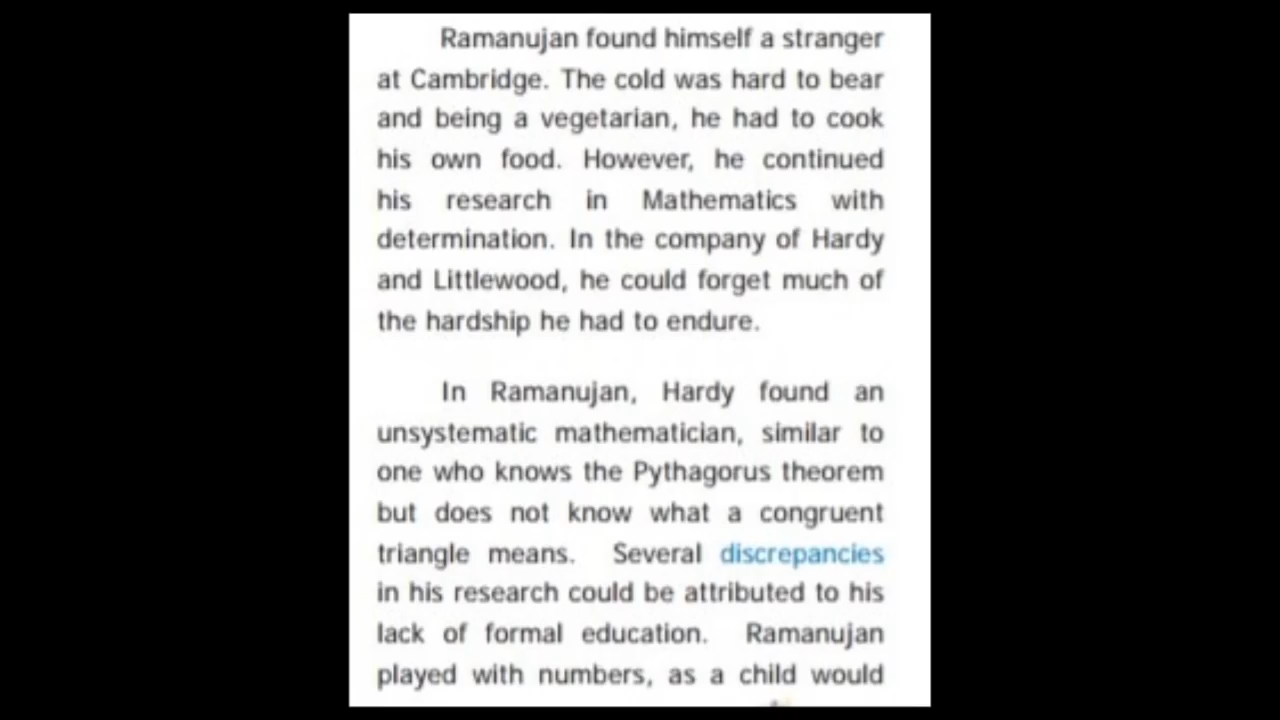 Ramanujan found himself a stranger
at Cambridge. The cold was hard to bear
and being a vegetarian, he had to cook
his own food. However, he continued
his research in Mathematics with
determination. In the company of Hardy
and Littlewood, he could forget much of
the hardship he had to endure.
In Ramanujan, Hardy found an
unsystematic mathematician, similar to
one who knows the Pythagorus theorem
but does not know what a congruent
triangle means. Several discrepancies
in his research could be attributed to his
lack of formal education. Ramanujan
played with numbers, as a child would